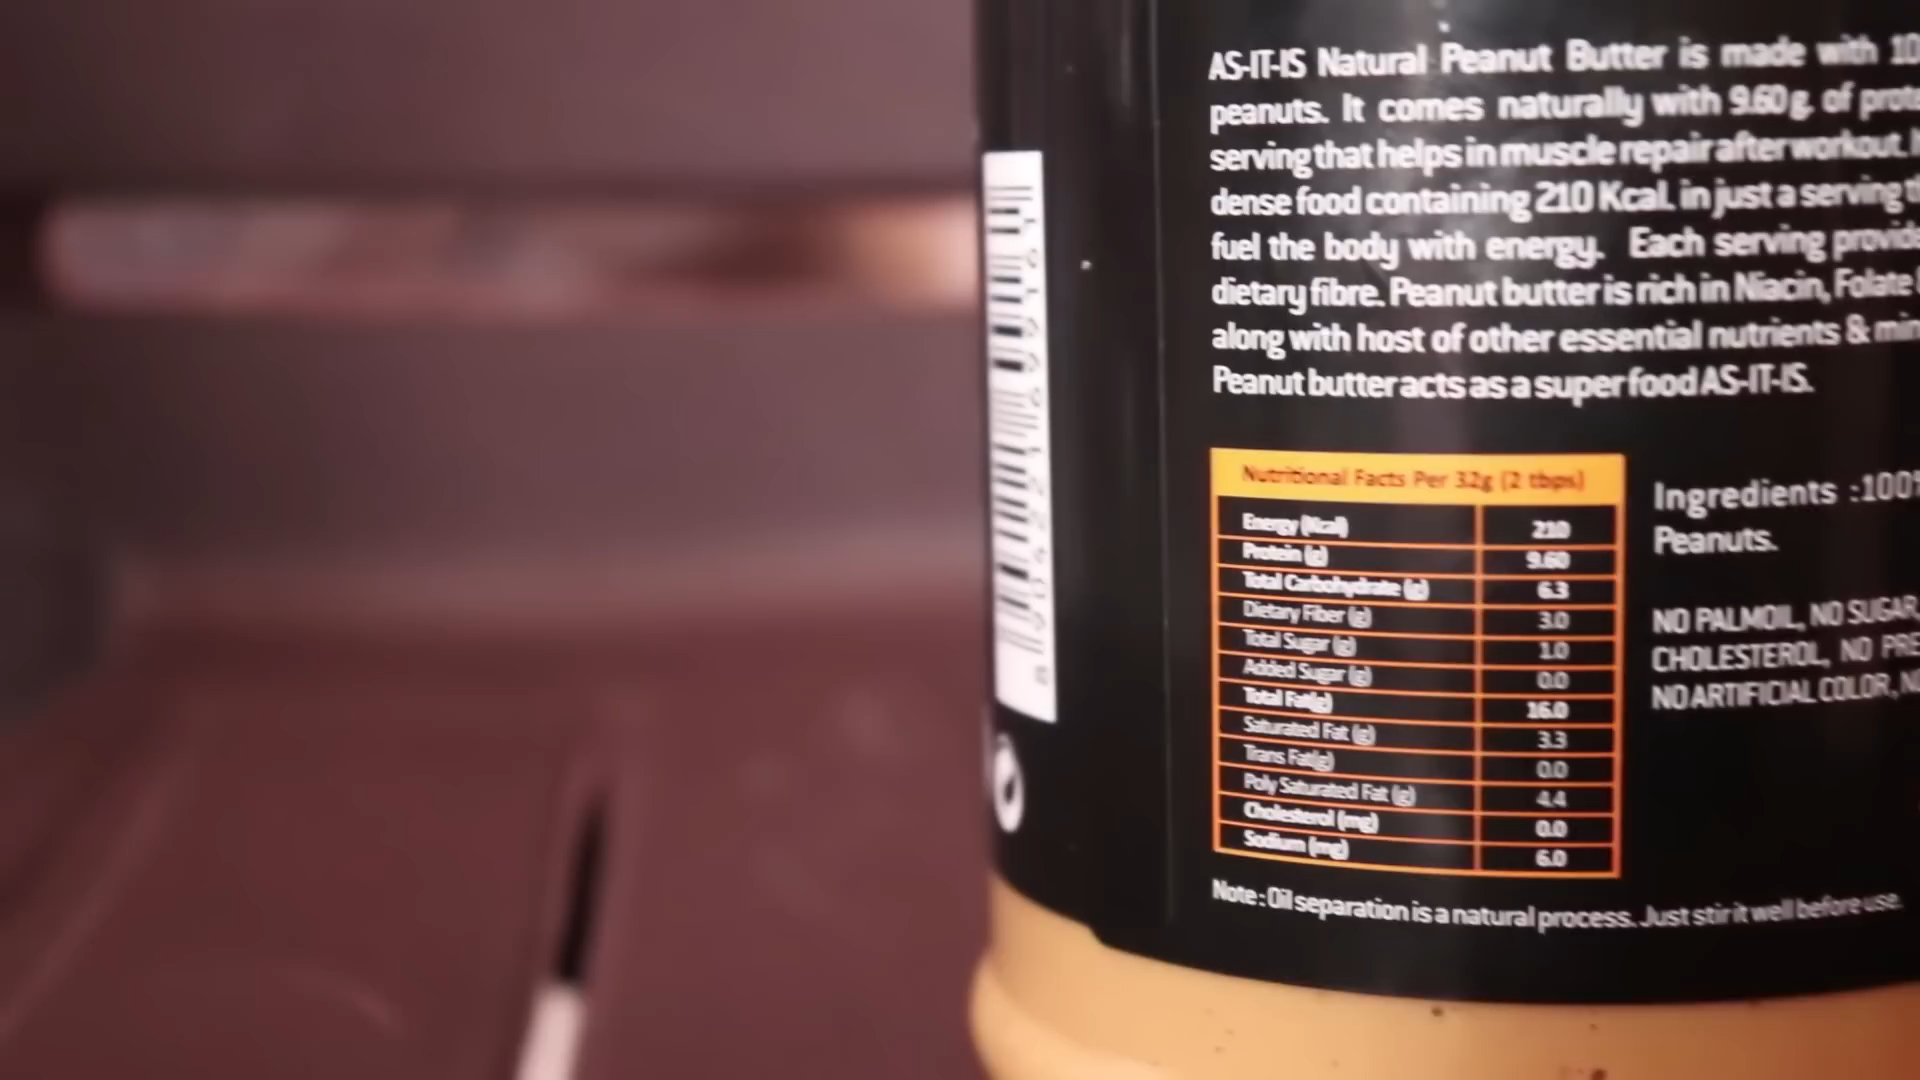 AS-IT-IS Natural Peanut Butter is made with 10
peanuts. It comes naturally with 9.60 g. of prote
serving that helps in muscle repair after workout.
dense food containing 210 Kcal. in just a serving t
fuel the body with energy. Each serving provide
dietary fibre. Peanut butter is rich in Niacin, Folate
along with host of other essential nutrients & min
Peanut butter acts as a super food AS-IT-IS.
Nutritional Facts Per 32g (2 tbps)
Energy (Kcal) 210
Protein (g) 9.60
Total Carbohydrate (g) 6.3
Dietary Fiber (g) 3.0
Total Sugar (g) 1.0
Added Sugar (g) 0.0
Total Fat(g) 16.0
Saturated Fat (g) 3.3
Trans Fat(g) 0.0
Poly Saturated Fat (g) 4.4
Cholesterol (mg) 0.0
Sodium (mg) 6.0
Ingredients :100%
Peanuts.
NO PALMOIL, NO SUGAR,
CHOLESTEROL, NO PRE
NO ARTIFICIAL COLOR, NO
Note : Oil separation is a natural process. Just stir it well before use.